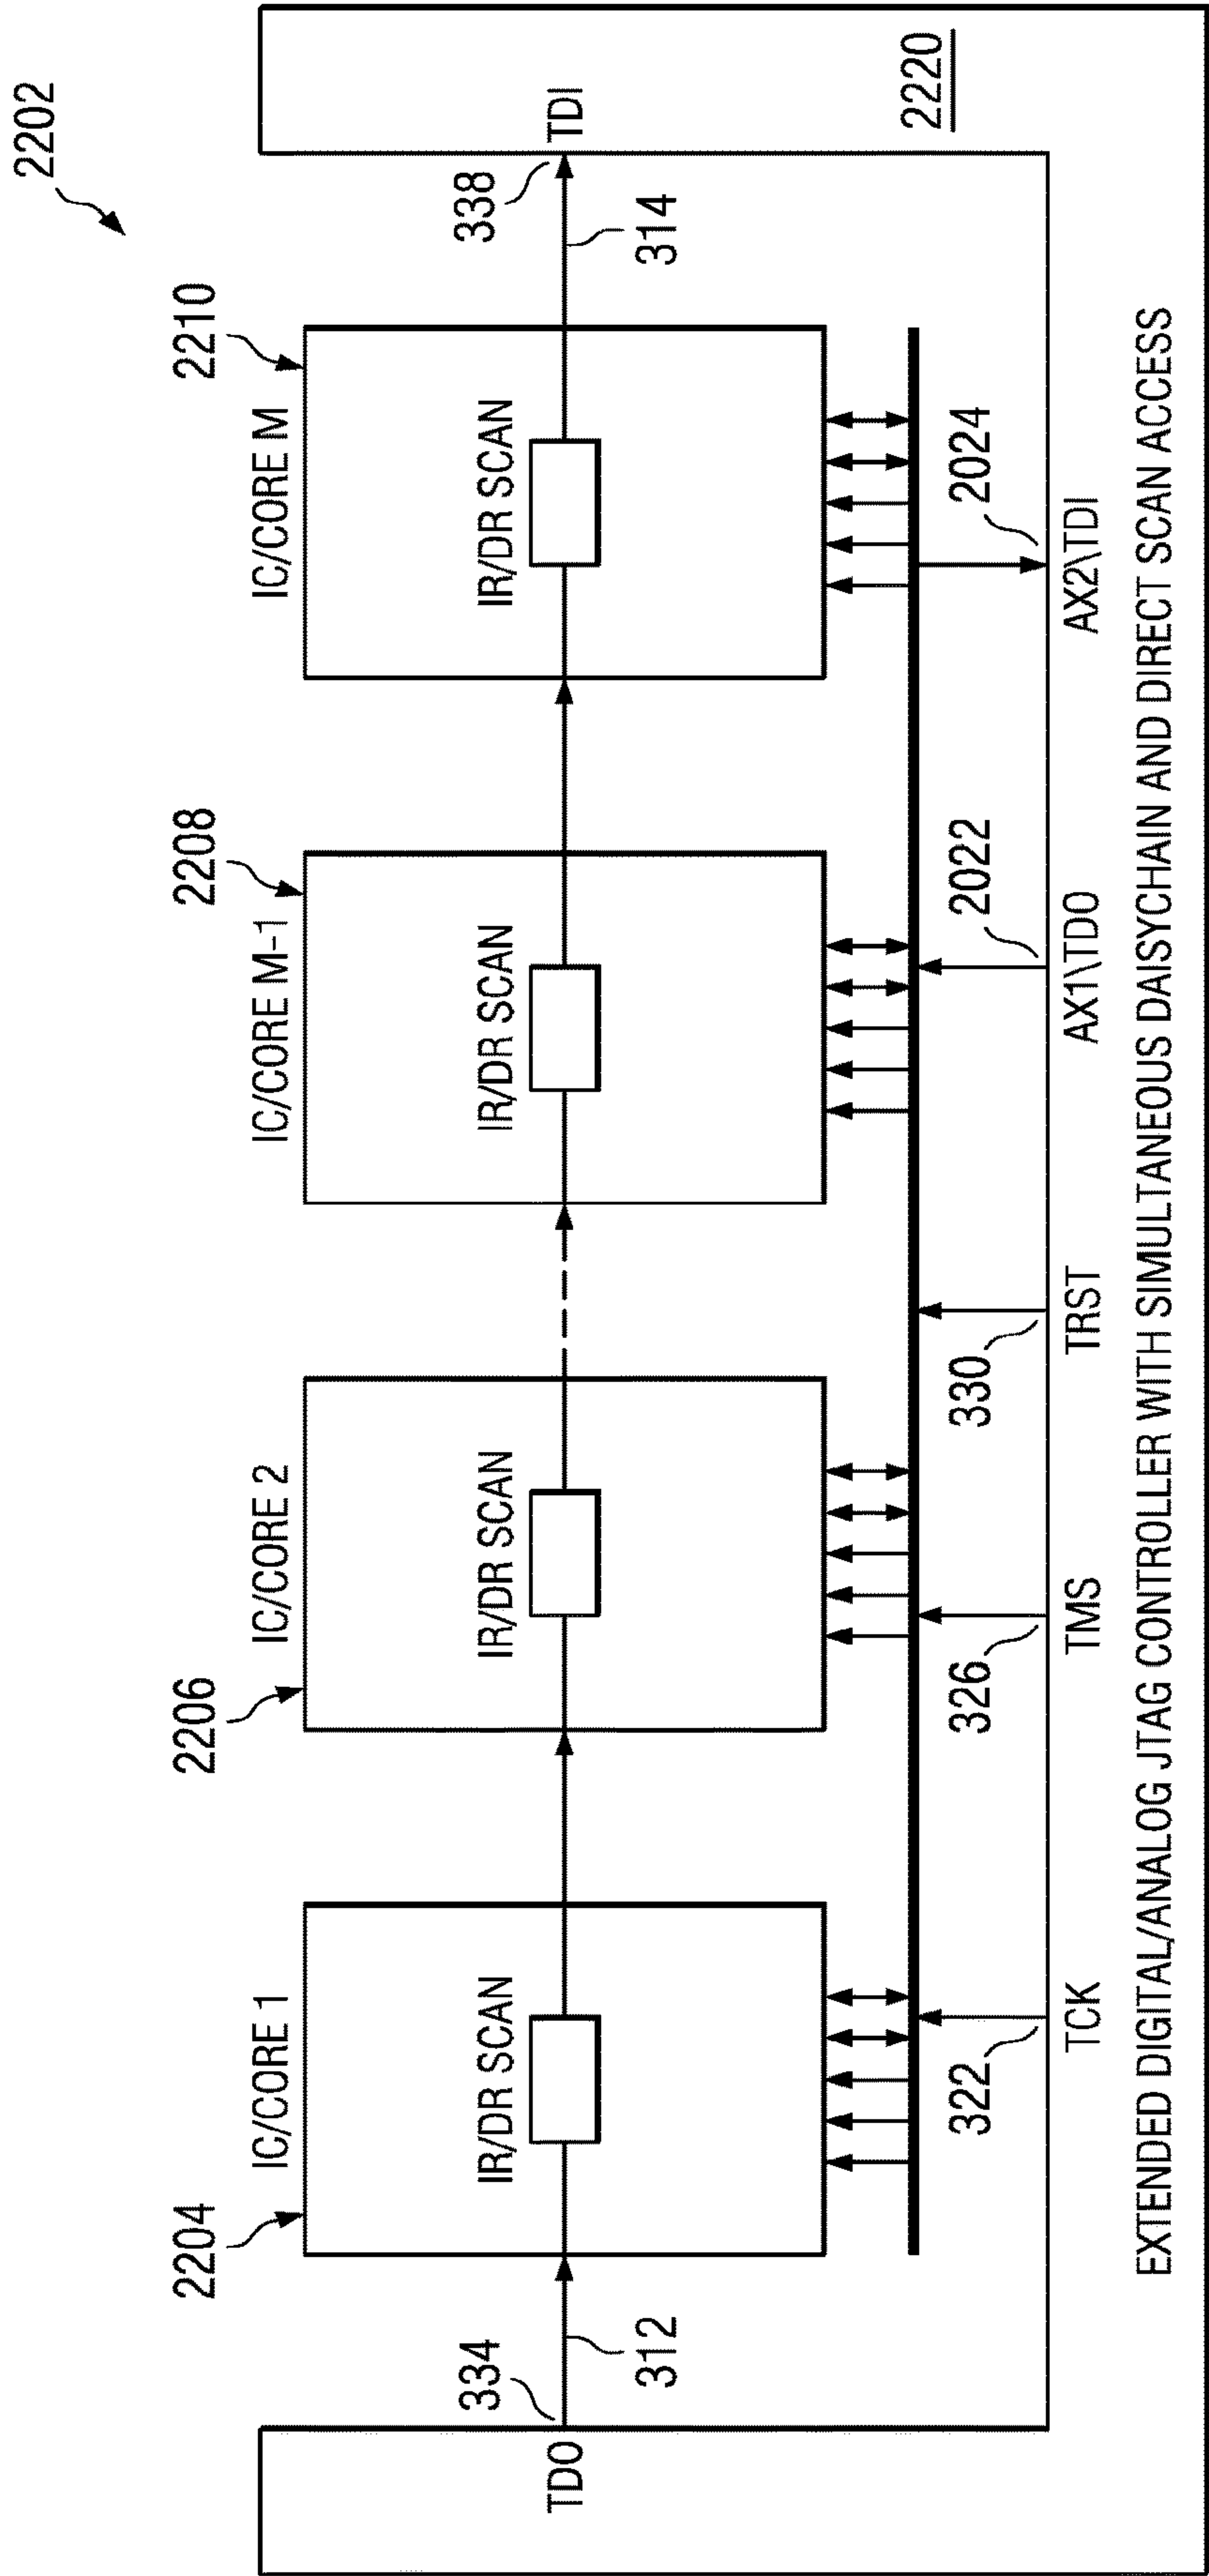 2202
2204
2206
2208
2210
IC/CORE 1
IC/CORE 2
IC/CORE M-1
IC/CORE M
IR/DR SCAN
IR/DR SCAN
IR/DR SCAN
IR/DR SCAN
334
338
TDO
TDI
312
314
2220
322
326
330
2022
2024
TCK
TMS
TRST
AX1\TDO
AX2\TDI
EXTENDED DIGITAL/ANALOG JTAG CONTROLLER WITH SIMULTANEOUS DAISYCHAIN AND DIRECT SCAN ACCESS